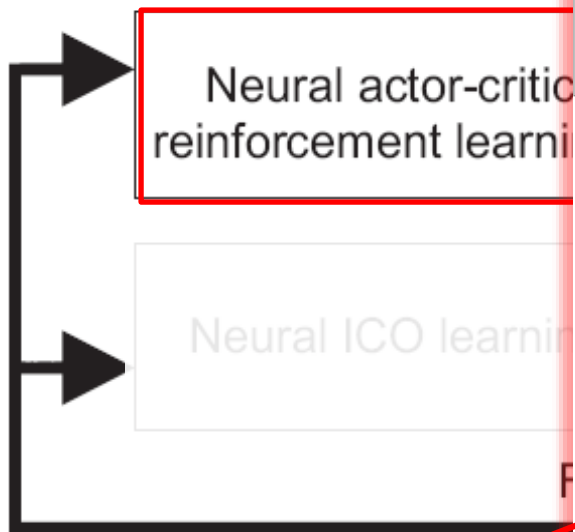 Neural actor-critic
reinforcement learni
Neural ICO learnin
F